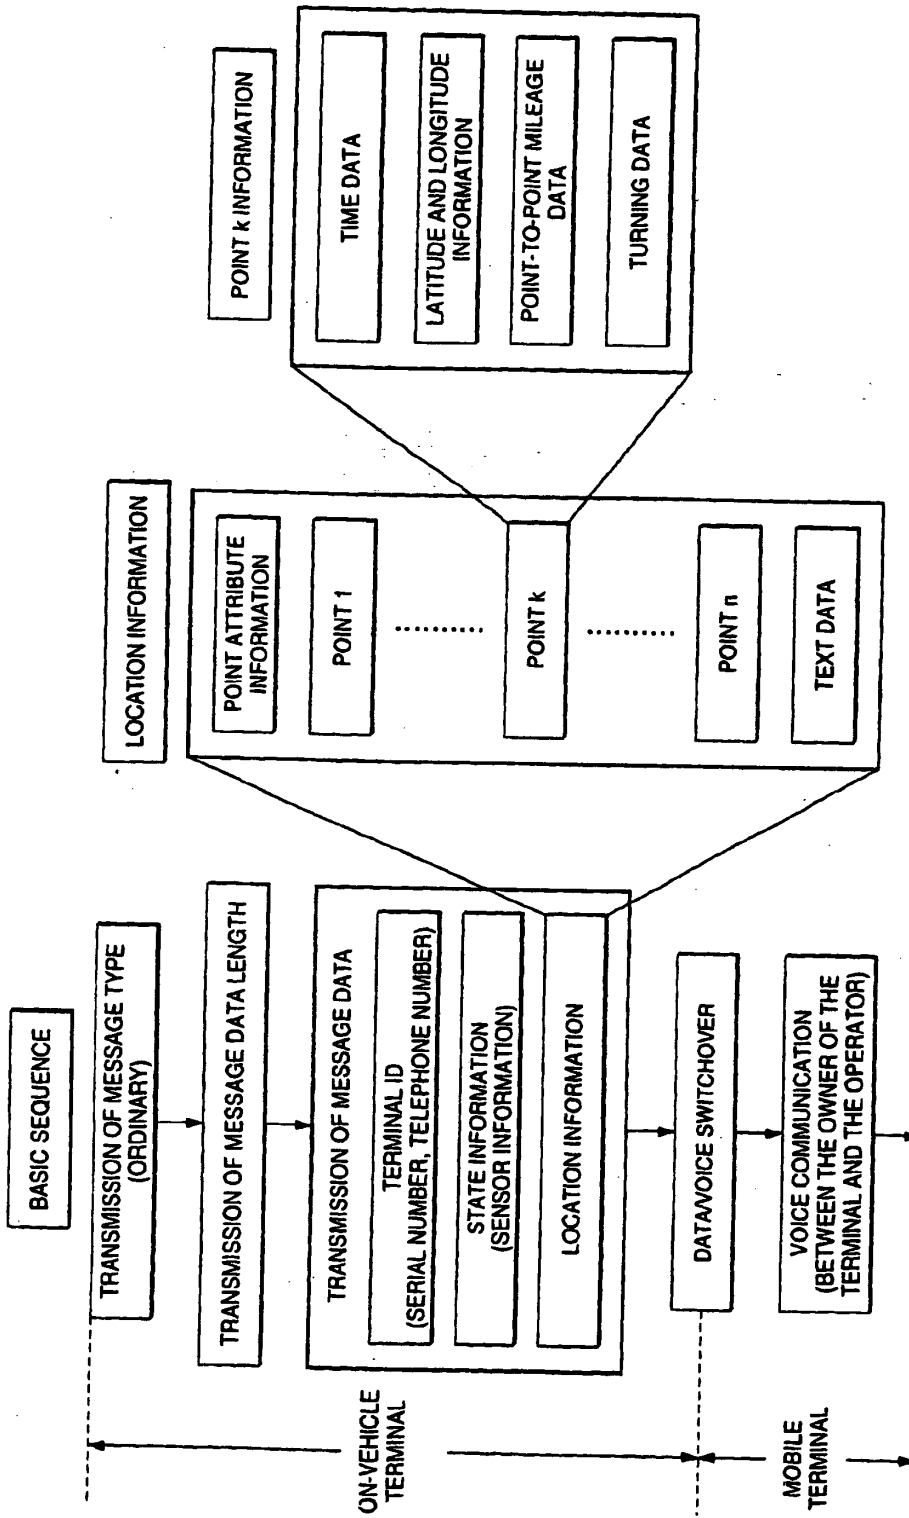 BASIC SEQUENCE
TRANSMISSION OF MESSAGE TYPE
(ORDINARY)
TRANSMISSION OF MESSAGE DATA LENGTH
TRANSMISSION OF MESSAGE DATA
TERMINAL ID
(SERIAL NUMBER, TELEPHONE NUMBER)
STATE INFORMATION
(SENSOR INFORMATION)
LOCATION INFORMATION
DATA/VOICE SWITCHOVER
VOICE COMMUNICATION
(BETWEEN THE OWNER OF THE
TERMINAL AND THE OPERATOR)
ON-VEHICLE
TERMINAL
MOBILE
TERMINAL
LOCATION INFORMATION
POINT ATTRIBUTE
INFORMATION
POINT 1
POINT k
POINT n
TEXT DATA
POINT k INFORMATION
TIME DATA
LATITUDE AND LONGITUDE
INFORMATION
POINT-TO-POINT MILEAGE
DATA
TURNING DATA